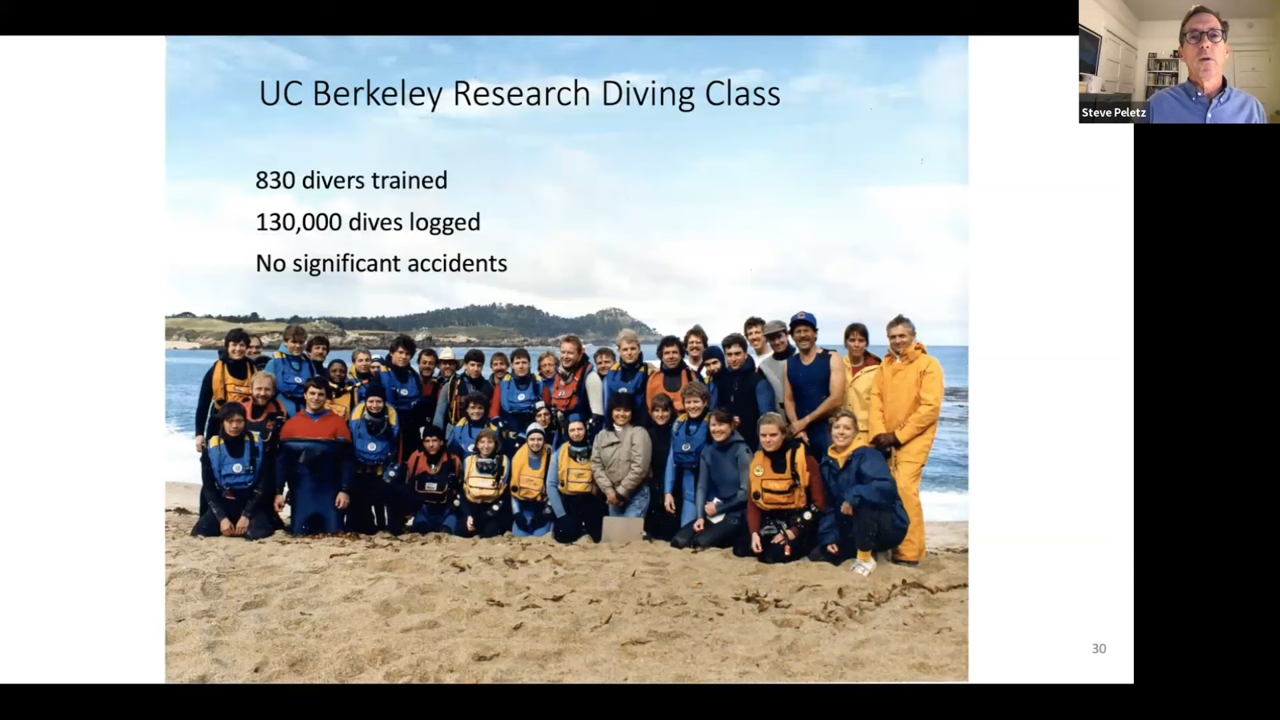 UC Berkeley Research Diving Class
830 divers trained
130,000 dives logged
No significant accidents
Steve Peletz
30